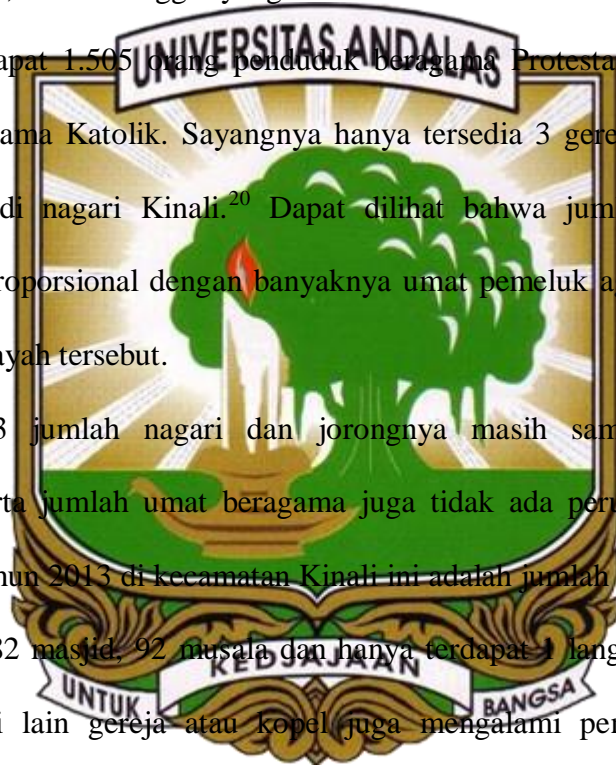 UNIVERSITAS ANDALAS
apat 1.505 orang penduduk beragama Protesta
ama Katolik. Sayangnya hanya tersedia 3 gere
di nagari Kinali.20 Dapat dilihat bahwa jum
roporsional dengan banyaknya umat pemeluk a
ayah tersebut.
3 jumlah nagari dan jorongnya masih sam
rta jumlah umat beragama juga tidak ada peru
hun 2013 di kecamatan Kinali ini adalah jumlah
82 masjid, 92 musala dan hanya terdapat 1 lang
i lain gereja atau kopel juga mengalami per
UNTUK KEDJAJAAN BANGSA